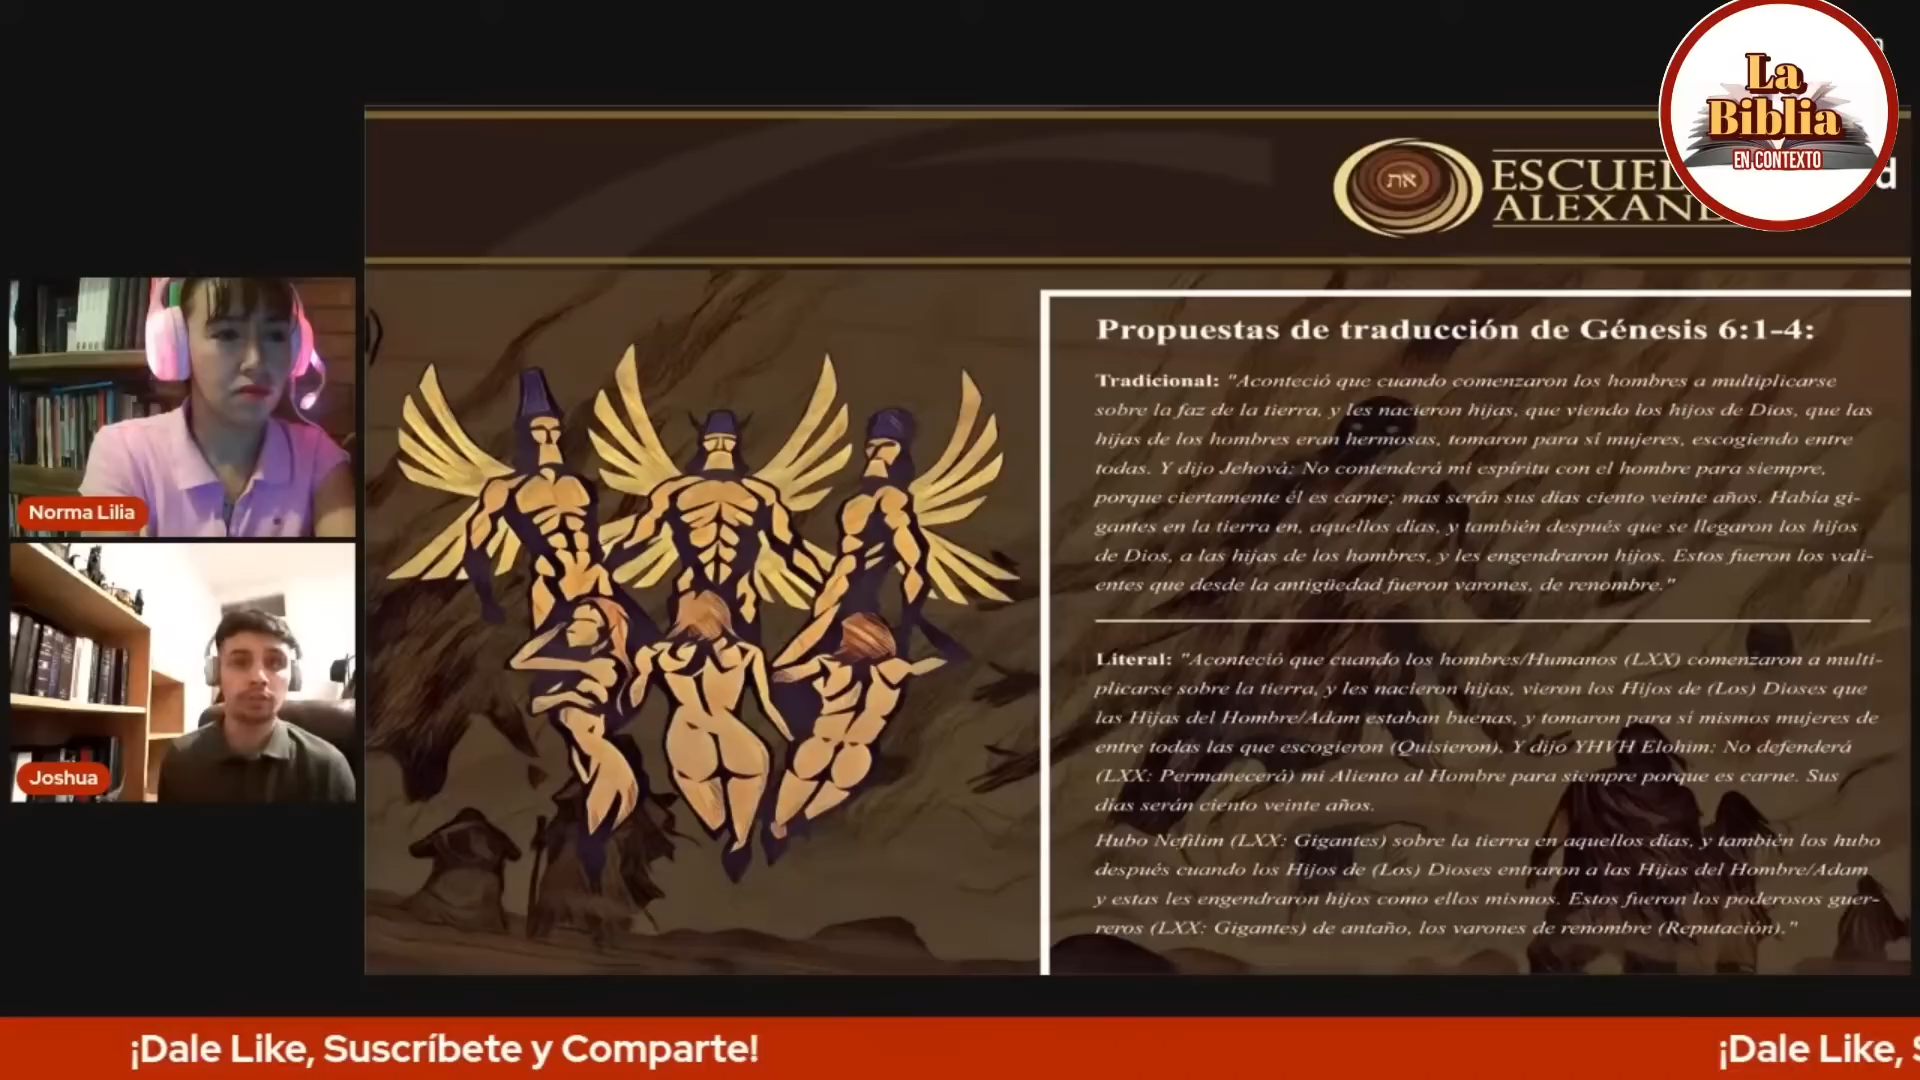 La
Biblia
EN CONTEXTO
את
ESCUEL
ALEXAN
d
Norma Lilia
Joshua
Propuestas de traducción de Génesis 6:1-4:
Tradicional: "Aconteció que cuando comenzaron los hombres a multiplicarse
sobre la faz de la tierra, y les nacieron hijas, que viendo los hijos de Dios, que las
hijas de los hombres eran hermosas, tomaron para sí mujeres, escogiendo entre
todas. Y dijo Jehová: No contenderá mi espíritu con el hombre para siempre,
porque ciertamente él es carne; mas serán sus días ciento veinte años. Había gi-
gantes en la tierra en, aquellos días, y también después que se llegaron los hijos
de Dios, a las hijas de los hombres, y les engendraron hijos. Estos fueron los vali-
entes que desde la antigüedad fueron varones, de renombre."
Literal: "Aconteció que cuando los hombres/Humanos (LXX) comenzaron a multi-
plicarse sobre la tierra, y les nacieron hijas, vieron los Hijos de (Los) Dioses que
las Hijas del Hombre/Adam estaban buenas, y tomaron para sí mismos mujeres de
entre todas las que escogieron (Quisieron). Y dijo YHVH Elohim: No defenderá
(LXX: Permanecerá) mi Aliento al Hombre para siempre porque es carne. Sus
días serán ciento veinte años.
Hubo Nefilim (LXX: Gigantes) sobre la tierra en aquellos días, y también los hubo
después cuando los Hijos de (Los) Dioses entraron a las Hijas del Hombre/Adam
y estas les engendraron hijos como ellos mismos. Estos fueron los poderosos guer-
reros (LXX: Gigantes) de antaño, los varones de renombre (Reputación)."
¡Dale Like, Suscríbete y Comparte!
¡Dale Like, S